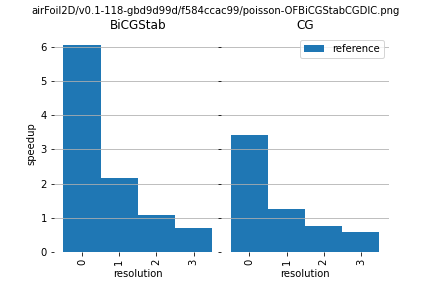 airFoil2D/v0.1-118-gbd9d99d/f584ccac99/poisson-OFBiCGStabCGDIC.png
BiCGStab
CG
reference
speedup
6
5
4
3
2
1
0
0 1 2 3
0 1 2 3
resolution
resolution